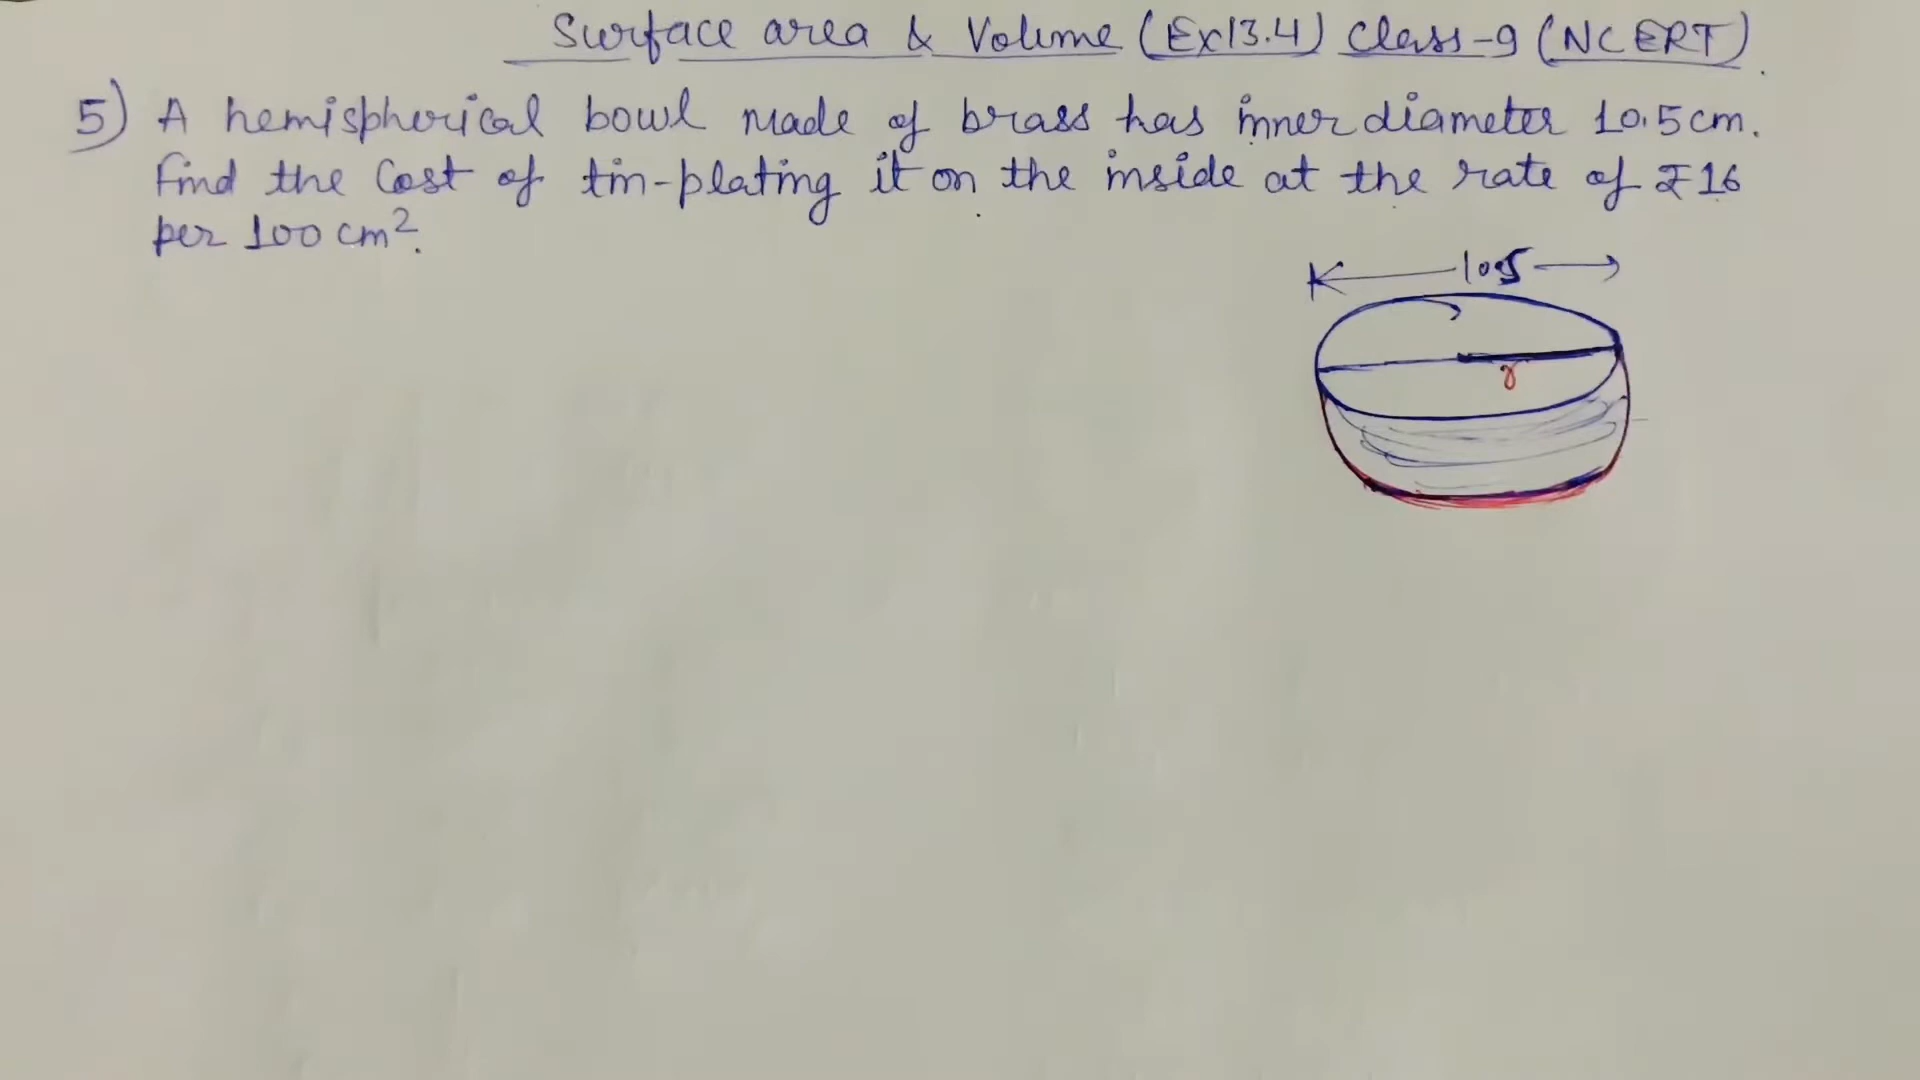 Surface area & Volume (Ex13.4) Class-9 (NCERT)
5) A hemispherical bowl made of brass has inner diameter 10.5cm.
Find the Cost of tin-plating it on the inside at the rate of ₹16
per 100 cm².
10.5
r